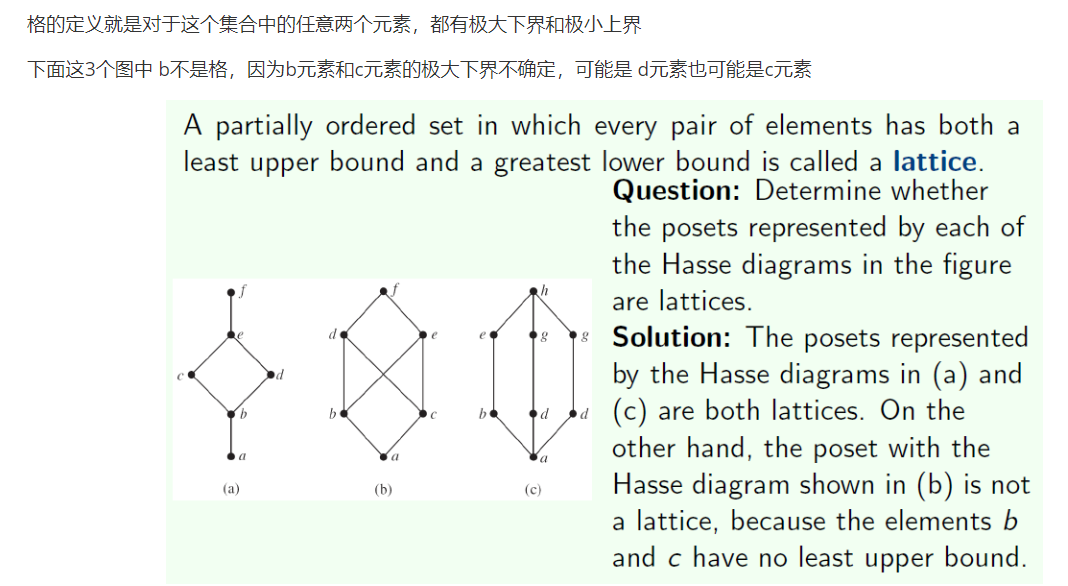 格的定义就是对于这个集合中的任意两个元素，都有极大下界和极小上界
下面这3个图中 b不是格，因为b元素和c元素的极大下界不确定，可能是 d元素也可能是c元素
A partially ordered set in which every pair of elements has both a
least upper bound and a greatest lower bound is called a lattice.
Question: Determine whether
the posets represented by each of
the Hasse diagrams in the figure
are lattices.
Solution: The posets represented
by the Hasse diagrams in (a) and
(c) are both lattices. On the
other hand, the poset with the
Hasse diagram shown in (b) is not
a lattice, because the elements b
and c have no least upper bound.
f
e
c
d
b
a
(a)
f
d
e
b
c
a
(b)
h
e
g
g
b
d
d
a
(c)